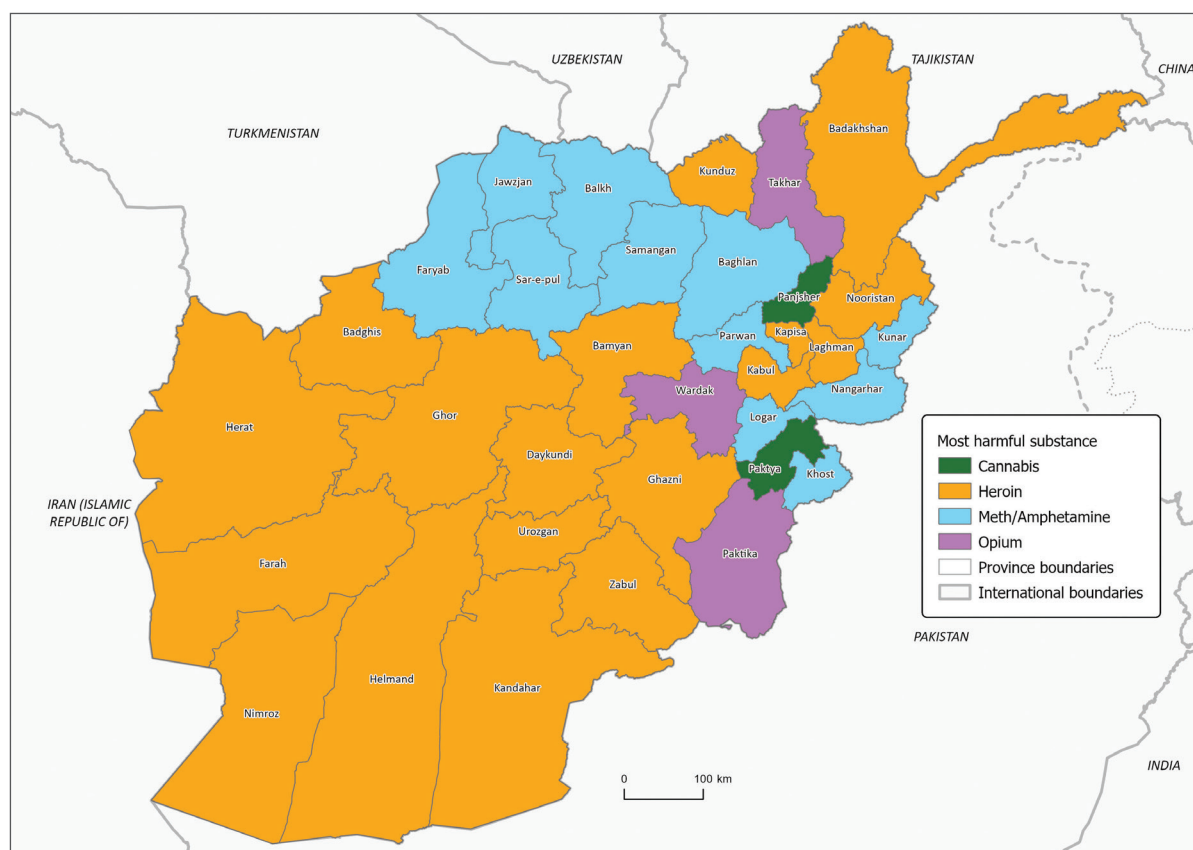 UZBEKISTAN
TAJIKISTAN
CHINA
TURKMENISTAN
Badakhshan
Kunduz
Takhar
Jawzjan
Balkh
Samangan
Baghlan
Faryab
Sar-e-pul
Panjsher
Nooristan
Badghis
Parwan
Kapisa
Kunar
Bamyan
Laghman
Kabul
Nangarhar
Wardak
Herat
Ghor
Logar
Daykundi
Ghazni
Paktya
Khost
IRAN (ISLAMIC
REPUBLIC OF)
Urozgan
Farah
Paktika
Zabul
Helmand
Kandahar
Nimroz
Most harmful substance
Cannabis
Heroin
Meth/Amphetamine
Opium
Province boundaries
International boundaries
PAKISTAN
INDIA
0 100 km